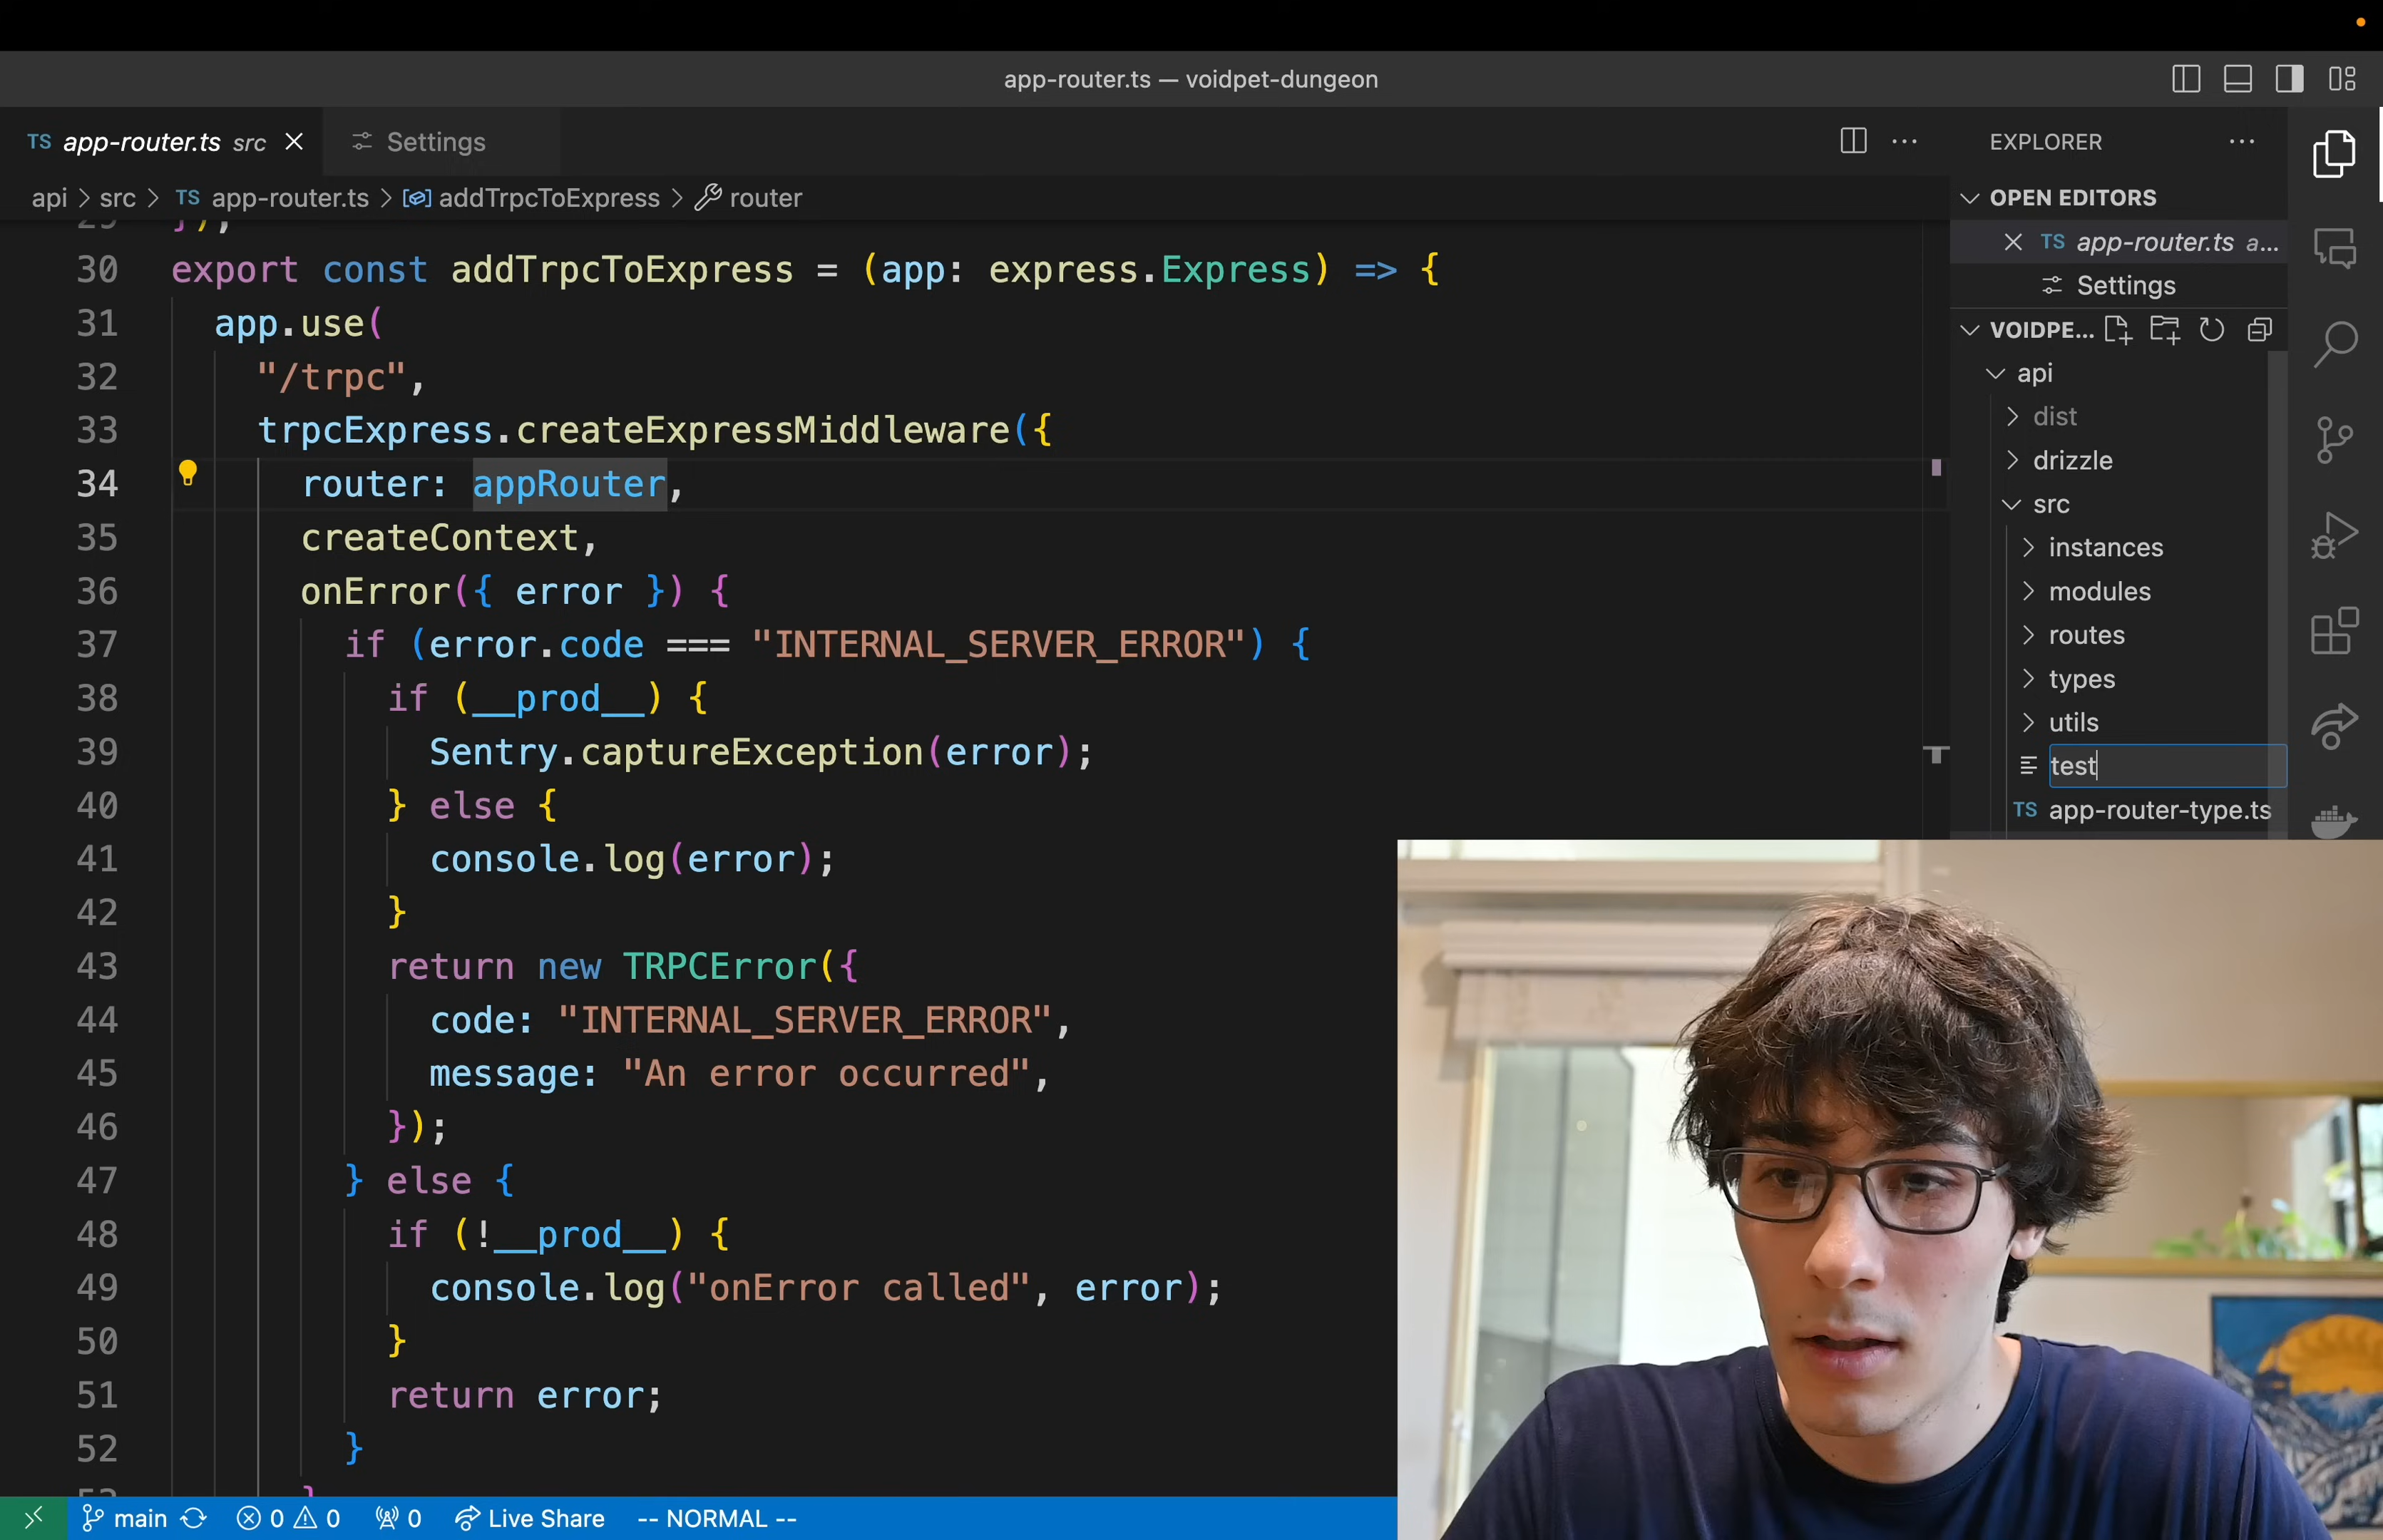 app-router.ts — voidpet-dungeon
TS app-router.ts src
Settings
api > src > TS app-router.ts > addTrpcToExpress > router
29 });
30 export const addTrpcToExpress = (app: express.Express) => {
31 app.use(
32 "/trpc",
33 trpcExpress.createExpressMiddleware({
34 router: appRouter,
35 createContext,
36 onError({ error }) {
37 if (error.code === "INTERNAL_SERVER_ERROR") {
38 if (__prod__) {
39 Sentry.captureException(error);
40 } else {
41 console.log(error);
42 }
43 return new TRPCError({
44 code: "INTERNAL_SERVER_ERROR",
45 message: "An error occurred",
46 });
47 } else {
48 if (!__prod__) {
49 console.log("onError called", error);
50 }
51 return error;
52 }
EXPLORER
OPEN EDITORS
TS app-router.ts a...
Settings
VOIDPE...
api
dist
drizzle
src
instances
modules
routes
types
utils
test
TS app-router-type.ts
main 0 0 0 Live Share -- NORMAL --